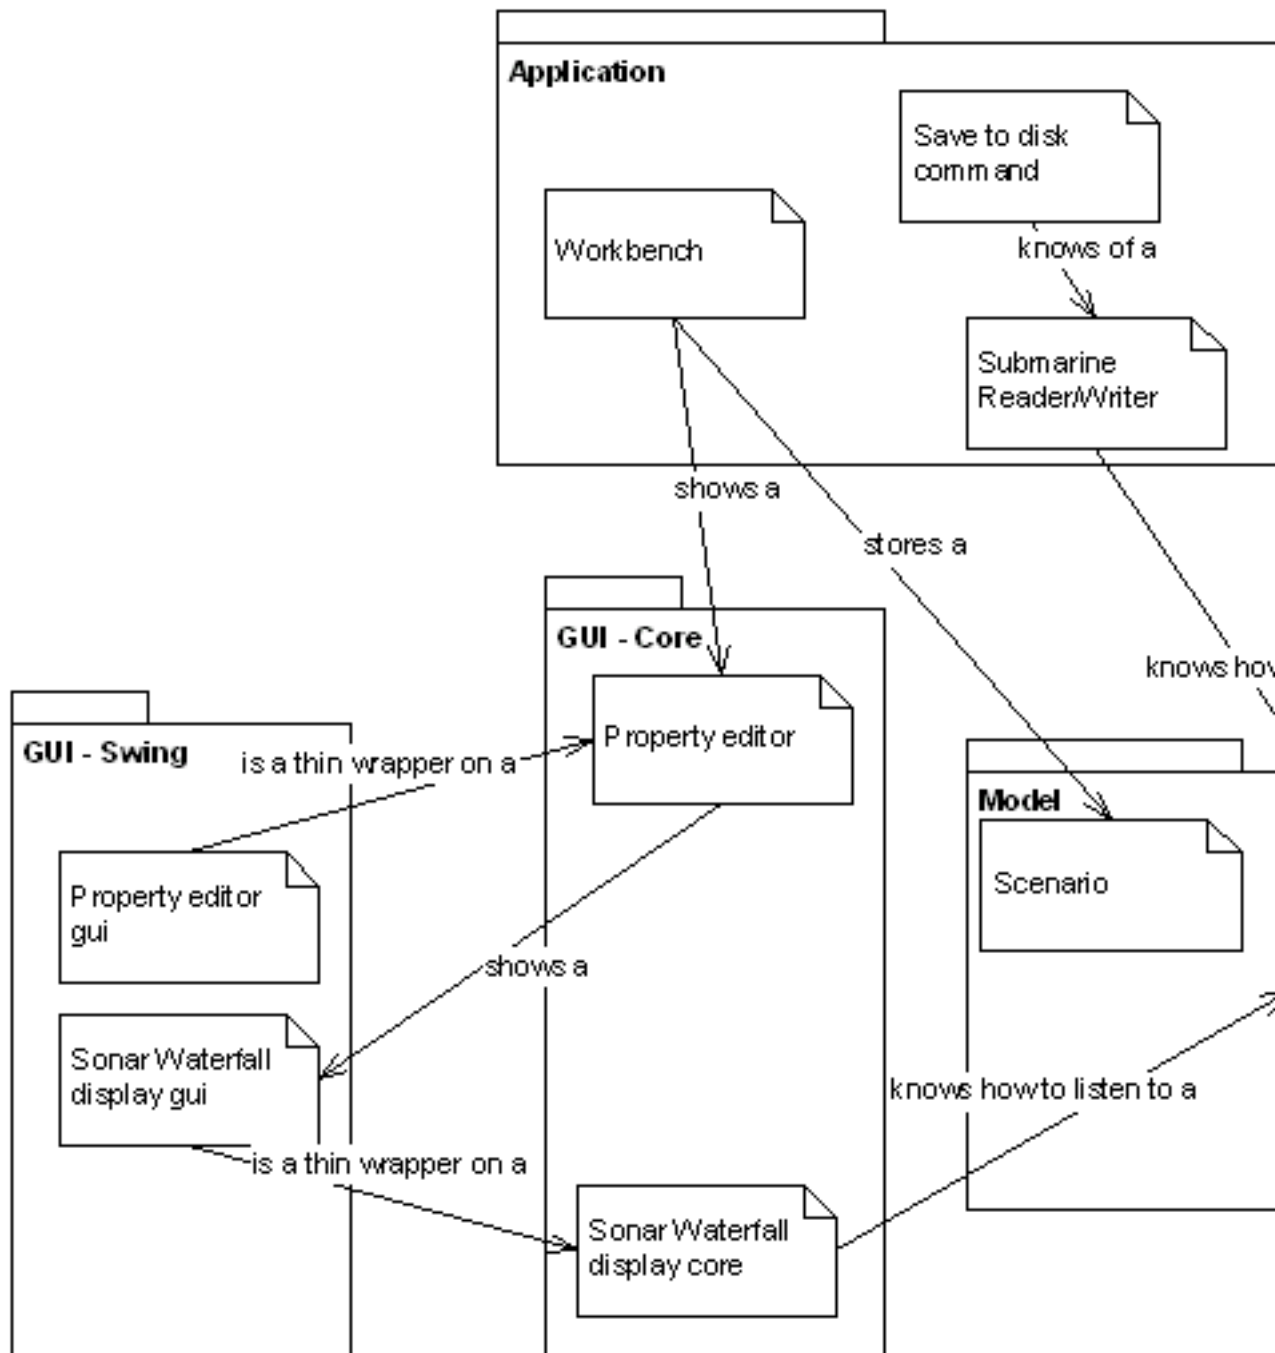 Application
Save to disk
command
Workbench
knows of a
Submarine
Reader/Writer
shows a
stores a
GUI - Core
knows how
GUI - Swing
Property editor
is a thin wrapper on a
Model
Property editor
gui
Scenario
shows a
Sonar Waterfall
display gui
knows how to listen to a
is a thin wrapper on a
Sonar Waterfall
display core